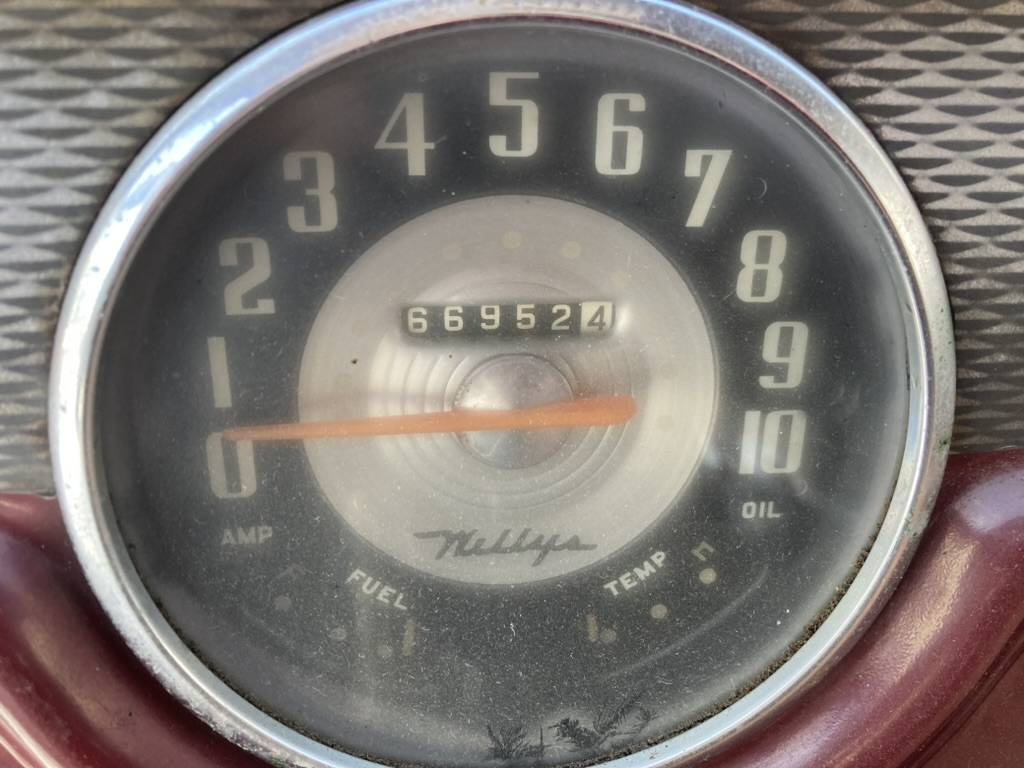 5
4 6
3 7
2 8
669524
1 9
0 10
OIL
AMP
Willys
TEMP H
FUEL